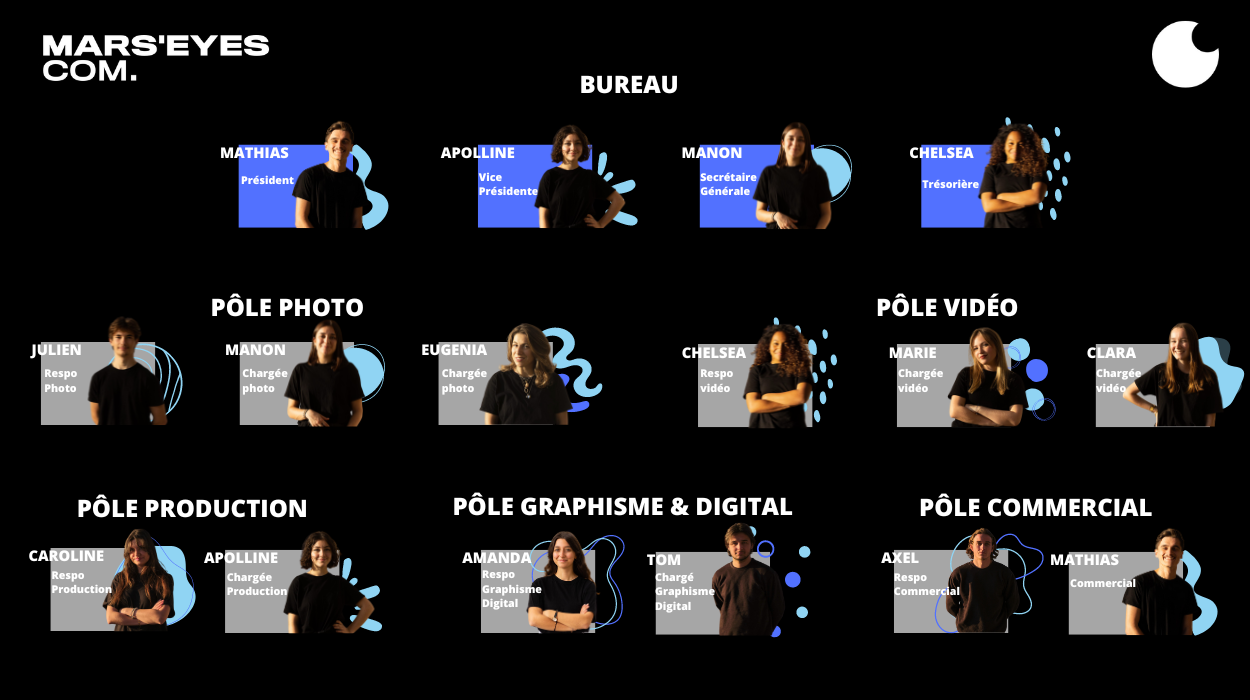 MARS'EYES
COM.
BUREAU
MATHIAS
Président
APOLLINE
Vice
Présidente
MANON
Secrétaire
Générale
CHELSEA
Trésorière
PÔLE PHOTO
JULIEN
Respo
Photo
MANON
Chargée
photo
EUGENIA
Chargée
photo
PÔLE VIDÉO
CHELSEA
Respo
vidéo
MARIE
Chargée
vidéo
CLARA
Chargée
vidéo
PÔLE PRODUCTION
CAROLINE
Respo
Production
APOLLINE
Chargée
Production
PÔLE GRAPHISME & DIGITAL
AMANDA
Respo
Graphisme
Digital
TOM
Chargé
Graphisme
Digital
PÔLE COMMERCIAL
AXEL
Respo
Commercial
MATHIAS
Commercial